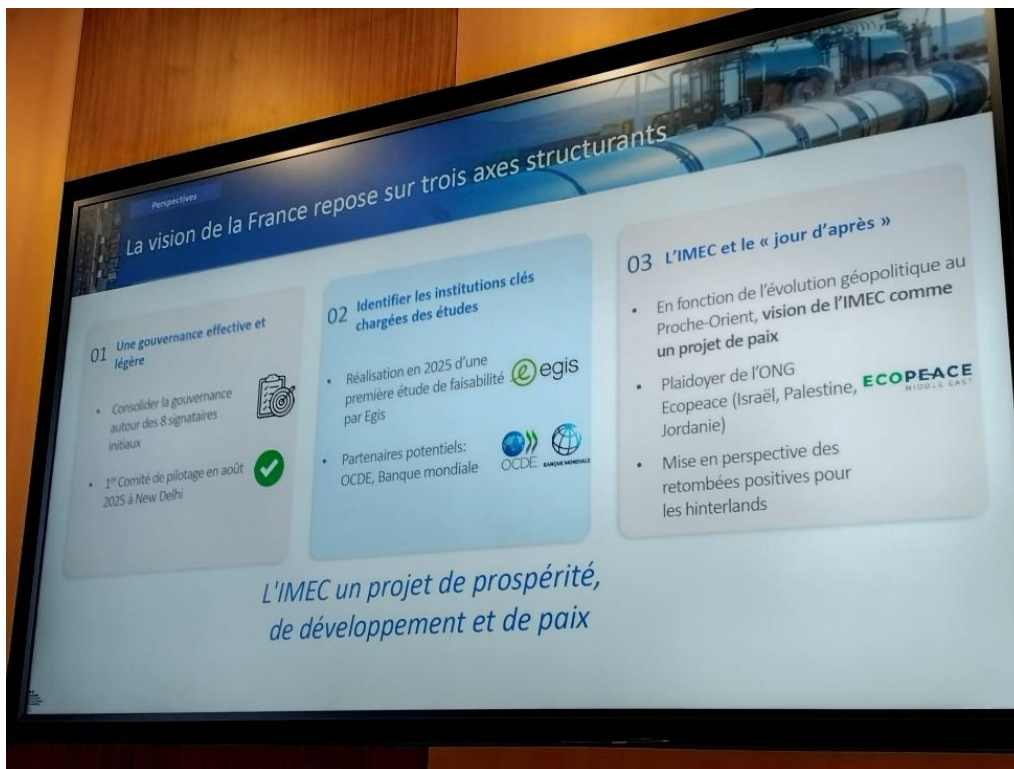 Perspectives
La vision de la France repose sur trois axes structurants
01 Une gouvernance effective et
légère
• Consolider la gouvernance
autour des 8 signataires
initiaux
• 1er Comité de pilotage en août
2025 à New Delhi
02 Identifier les institutions clés
chargées des études
• Réalisation en 2025 d'une
première étude de faisabilité
par Egis
egis
• Partenaires potentiels:
OCDE, Banque mondiale
OCDE
BANQUE MONDIALE
03 L'IMEC et le « jour d'après »
• En fonction de l'évolution géopolitique au
Proche-Orient, vision de l'IMEC comme
un projet de paix
• Plaidoyer de l'ONG
Ecopeace (Israël, Palestine,
Jordanie)
ECOPEACE
MIDDLE EAST
• Mise en perspective des
retombées positives pour
les hinterlands
L'IMEC un projet de prospérité,
de développement et de paix